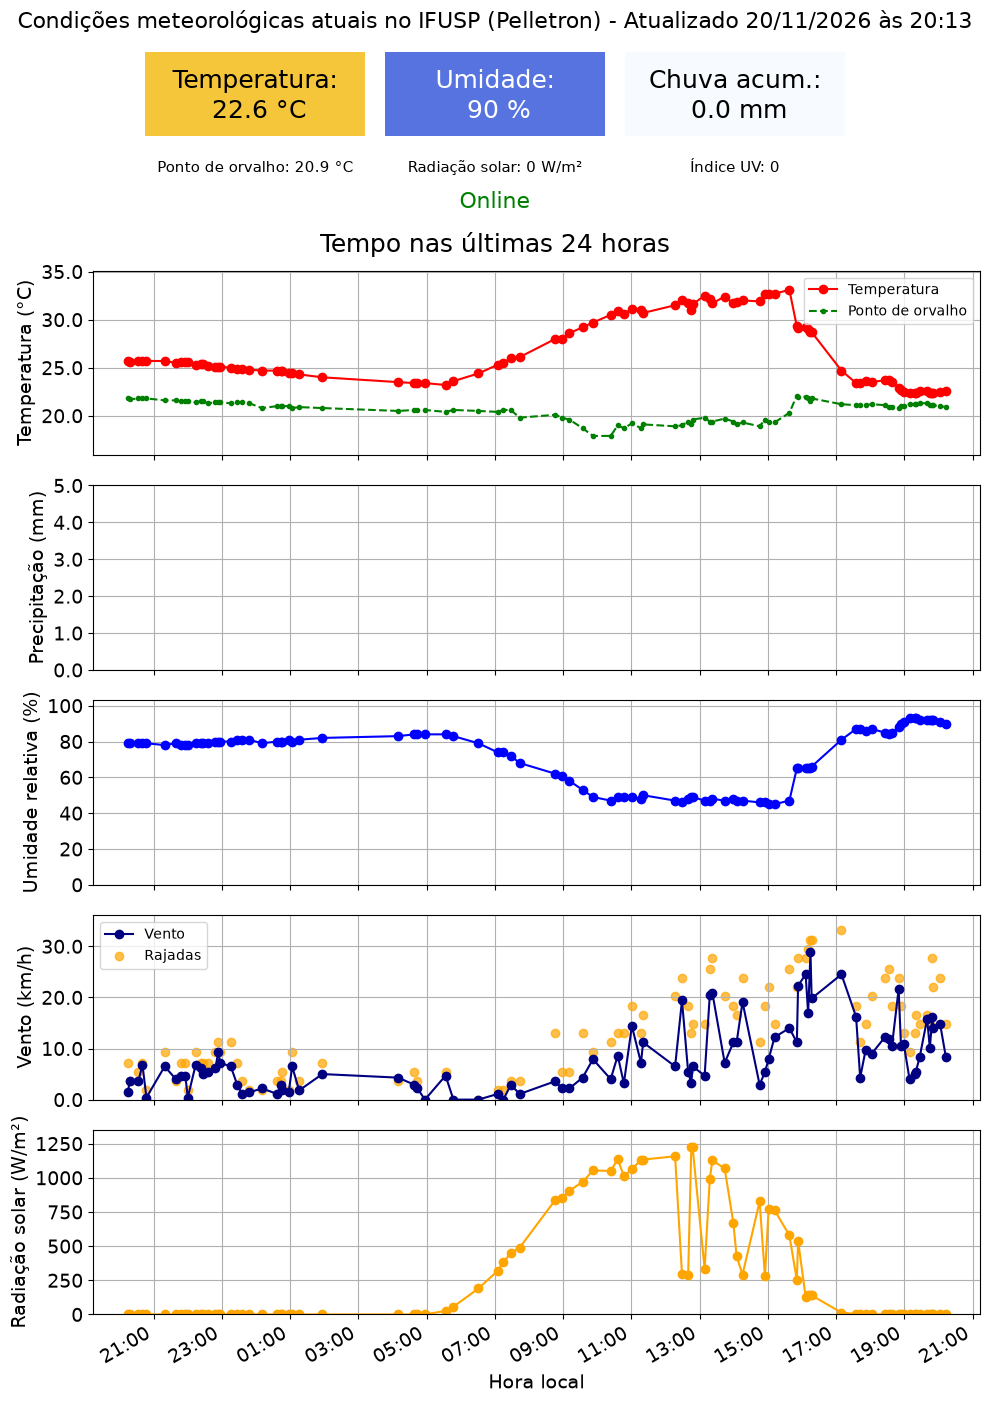 Condições meteorológicas atuais no IFUSP (Pelletron) - Atualizado 20/11/2026 às 20:13
Temperatura:
22.6 °C
Umidade:
90 %
Chuva acum.:
0.0 mm
Ponto de orvalho: 20.9 °C
Radiação solar: 0 W/m²
Índice UV: 0
Online
Tempo nas últimas 24 horas
Temperatura (°C)
35.0
30.0
25.0
20.0
Temperatura
Ponto de orvalho
Precipitação (mm)
5.0
4.0
3.0
2.0
1.0
0.0
Umidade relativa (%)
100
80
60
40
20
0
Vento (km/h)
30.0
20.0
10.0
0.0
Vento
Rajadas
Radiação solar (W/m²)
1250
1000
750
500
250
0
21:00
23:00
01:00
03:00
05:00
07:00
09:00
11:00
13:00
15:00
17:00
19:00
21:00
Hora local